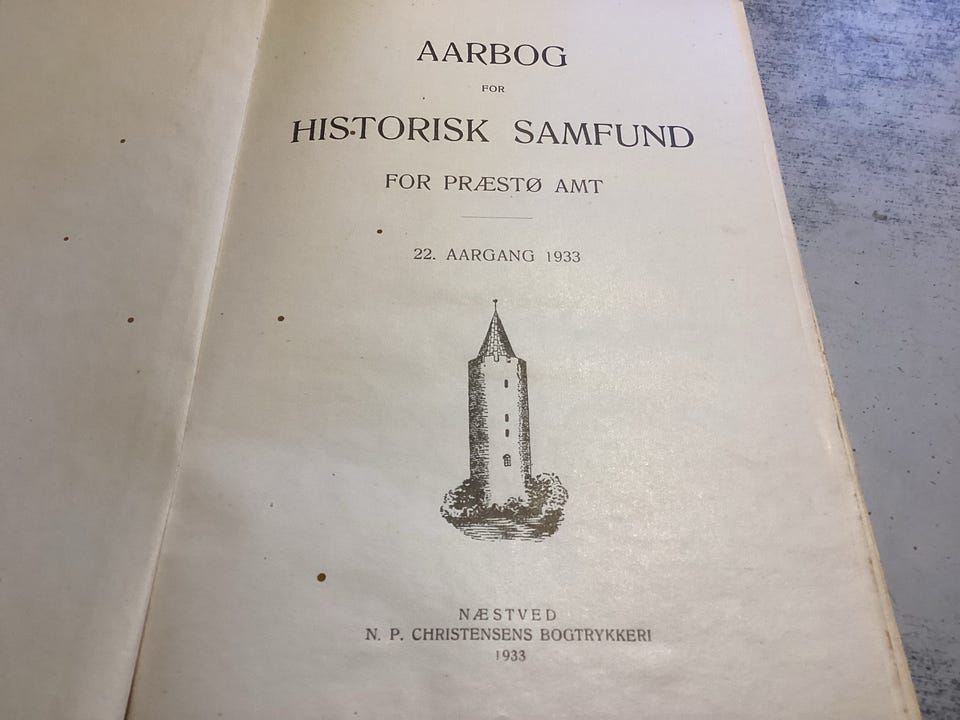 AARBOG
FOR
HISTORISK SAMFUND
FOR PRÆSTØ AMT
22. AARGANG 1933
NÆSTVED
N. P. CHRISTENSENS BOGTRYKKERI
1933